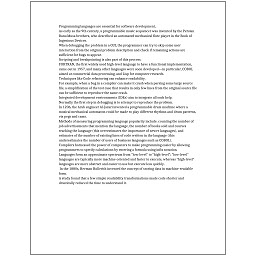 Programming languages are essential for software development.
As early as the 9th century, a programmable music sequencer was invented by the Persian
Banu Musa brothers, who described an automated mechanical flute player in the Book of
Ingenious Devices.
When debugging the problem in a GUI, the programmer can try to skip some user
interaction from the original problem description and check if remaining actions are
sufficient for bugs to appear.
Scripting and breakpointing is also part of this process.
FORTRAN, the first widely used high-level language to have a functional implementation,
came out in 1957, and many other languages were soon developed—in particular, COBOL
aimed at commercial data processing, and Lisp for computer research.
Techniques like Code refactoring can enhance readability.
For example, when a bug in a compiler can make it crash when parsing some large source
file, a simplification of the test case that results in only few lines from the original source file
can be sufficient to reproduce the same crash.
Integrated development environments (IDEs) aim to integrate all such help.
Normally the first step in debugging is to attempt to reproduce the problem.
In 1206, the Arab engineer Al-Jazari invented a programmable drum machine where a
musical mechanical automaton could be made to play different rhythms and drum patterns,
via pegs and cams.
Methods of measuring programming language popularity include: counting the number of
job advertisements that mention the language, the number of books sold and courses
teaching the language (this overestimates the importance of newer languages), and
estimates of the number of existing lines of code written in the language (this
underestimates the number of users of business languages such as COBOL).
Compilers harnessed the power of computers to make programming easier by allowing
programmers to specify calculations by entering a formula using infix notation.
Languages form an approximate spectrum from "low-level" to "high-level"; "low-level"
languages are typically more machine-oriented and faster to execute, whereas "high-level"
languages are more abstract and easier to use but execute less quickly.
In the 1880s, Herman Hollerith invented the concept of storing data in machine-readable
form.
A study found that a few simple readability transformations made code shorter and
drastically reduced the time to understand it.